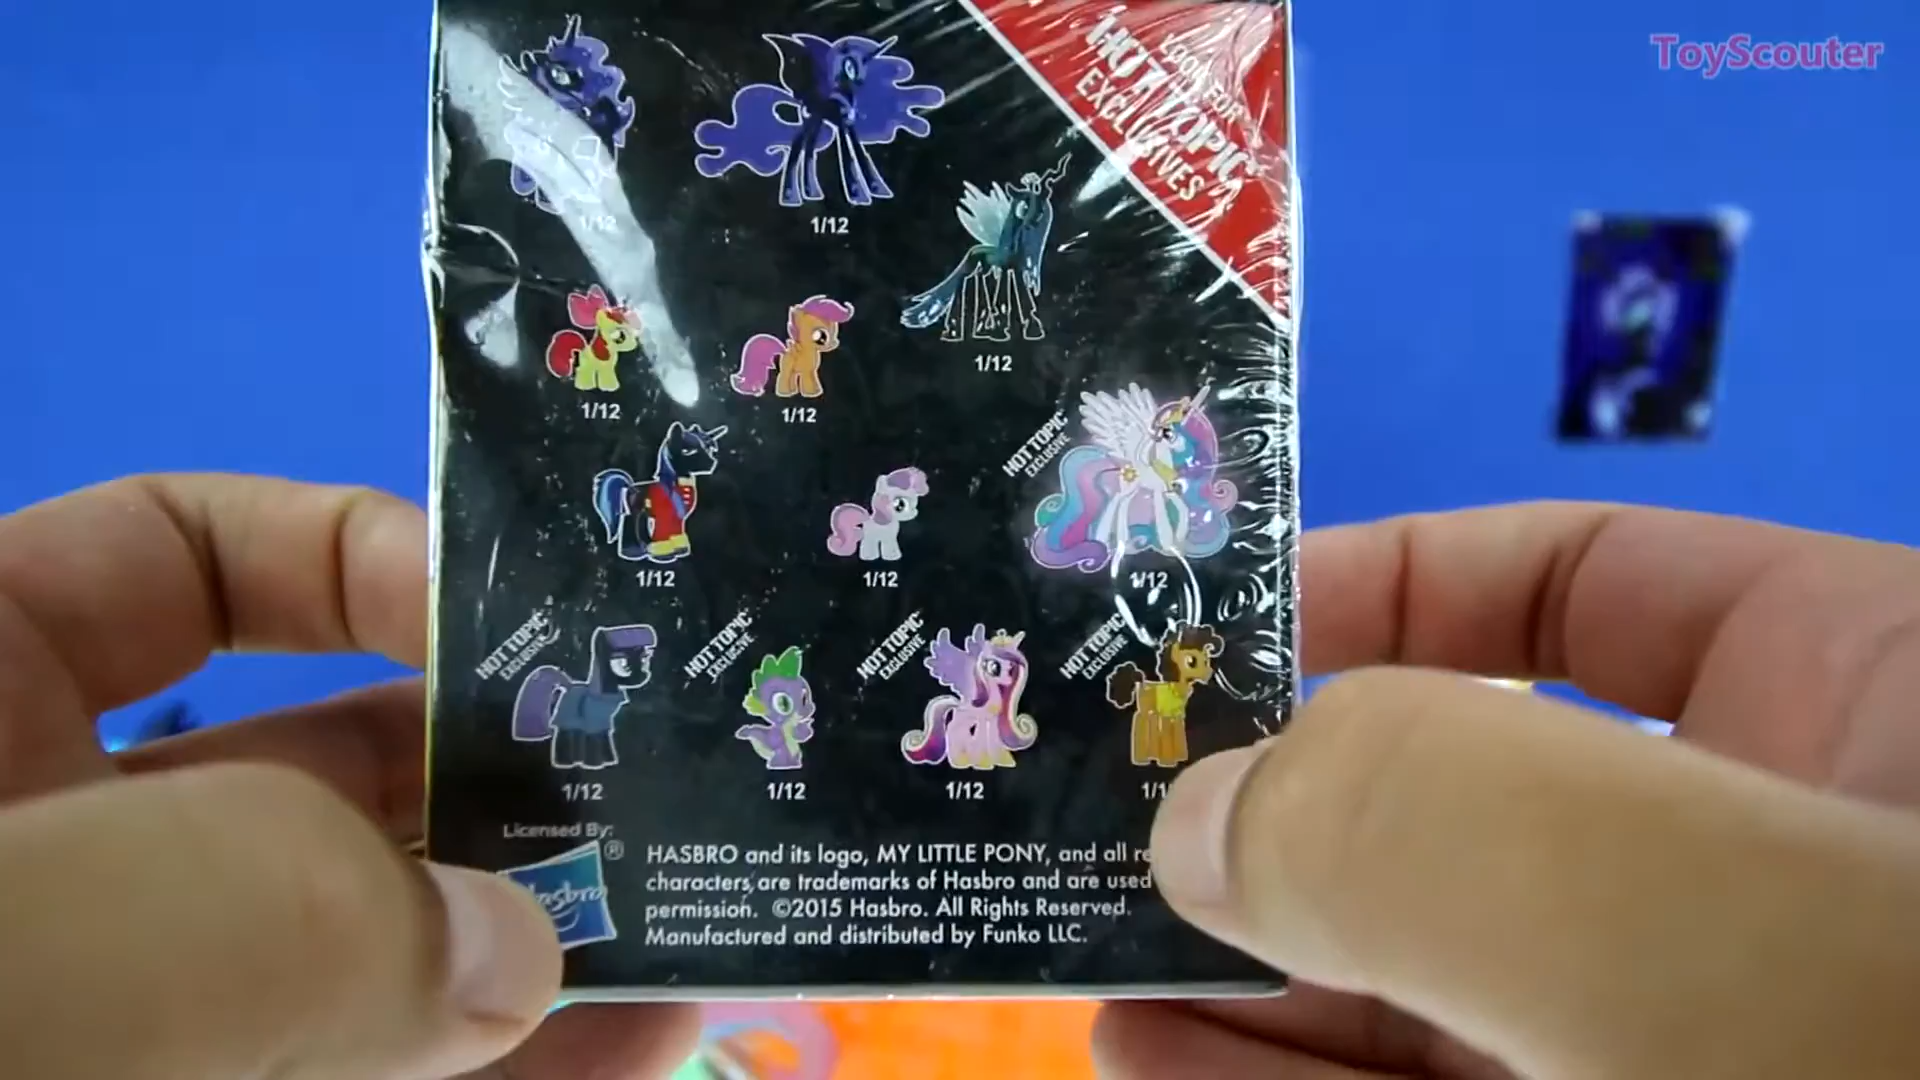 ToyScouter
LOOK FOR
HOT TOPIC
EXCLUSIVES
1/12
1/12
1/12
1/12
1/12
HOT TOPIC
EXCLUSIVE
1/12
1/12
1/12
HOT TOPIC
EXCLUSIVE
HOT TOPIC
EXCLUSIVE
HOT TOPIC
EXCLUSIVE
HOT TOPIC
EXCLUSIVE
1/12
1/12
1/12
1/1
Licensed By:
Hasbro ®
HASBRO and its logo, MY LITTLE PONY, and all re
characters, are trademarks of Hasbro and are used
permission. ©2015 Hasbro. All Rights Reserved.
Manufactured and distributed by Funko LLC.